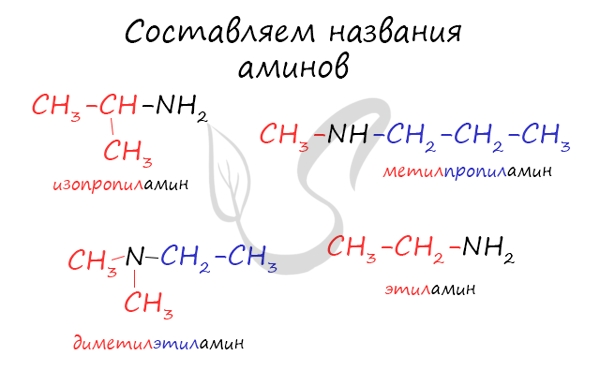 Составляем названия
аминов
CH₃-CH-NH₂
CH₃
изопропиламин
CH₃-NH-CH₂-CH₂-CH₃
метилпропиламин
CH₃-N-CH₂-CH₃
CH₃
диметилэтиламин
CH₃-CH₂-NH₂
этиламин